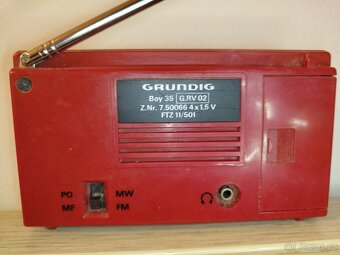 GRUNDIG
Boy 35 G.RV 02
Z.Nr. 7.50066 4 x 1,5 V
FTZ 11/501
PO MW
MF FM